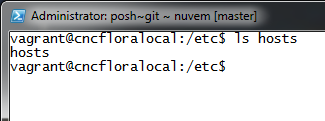 Administrator: posh~git ~ nuvem [master]
vagrant@cncfloralocal:/etc$ ls hosts
hosts
vagrant@cncfloralocal:/etc$